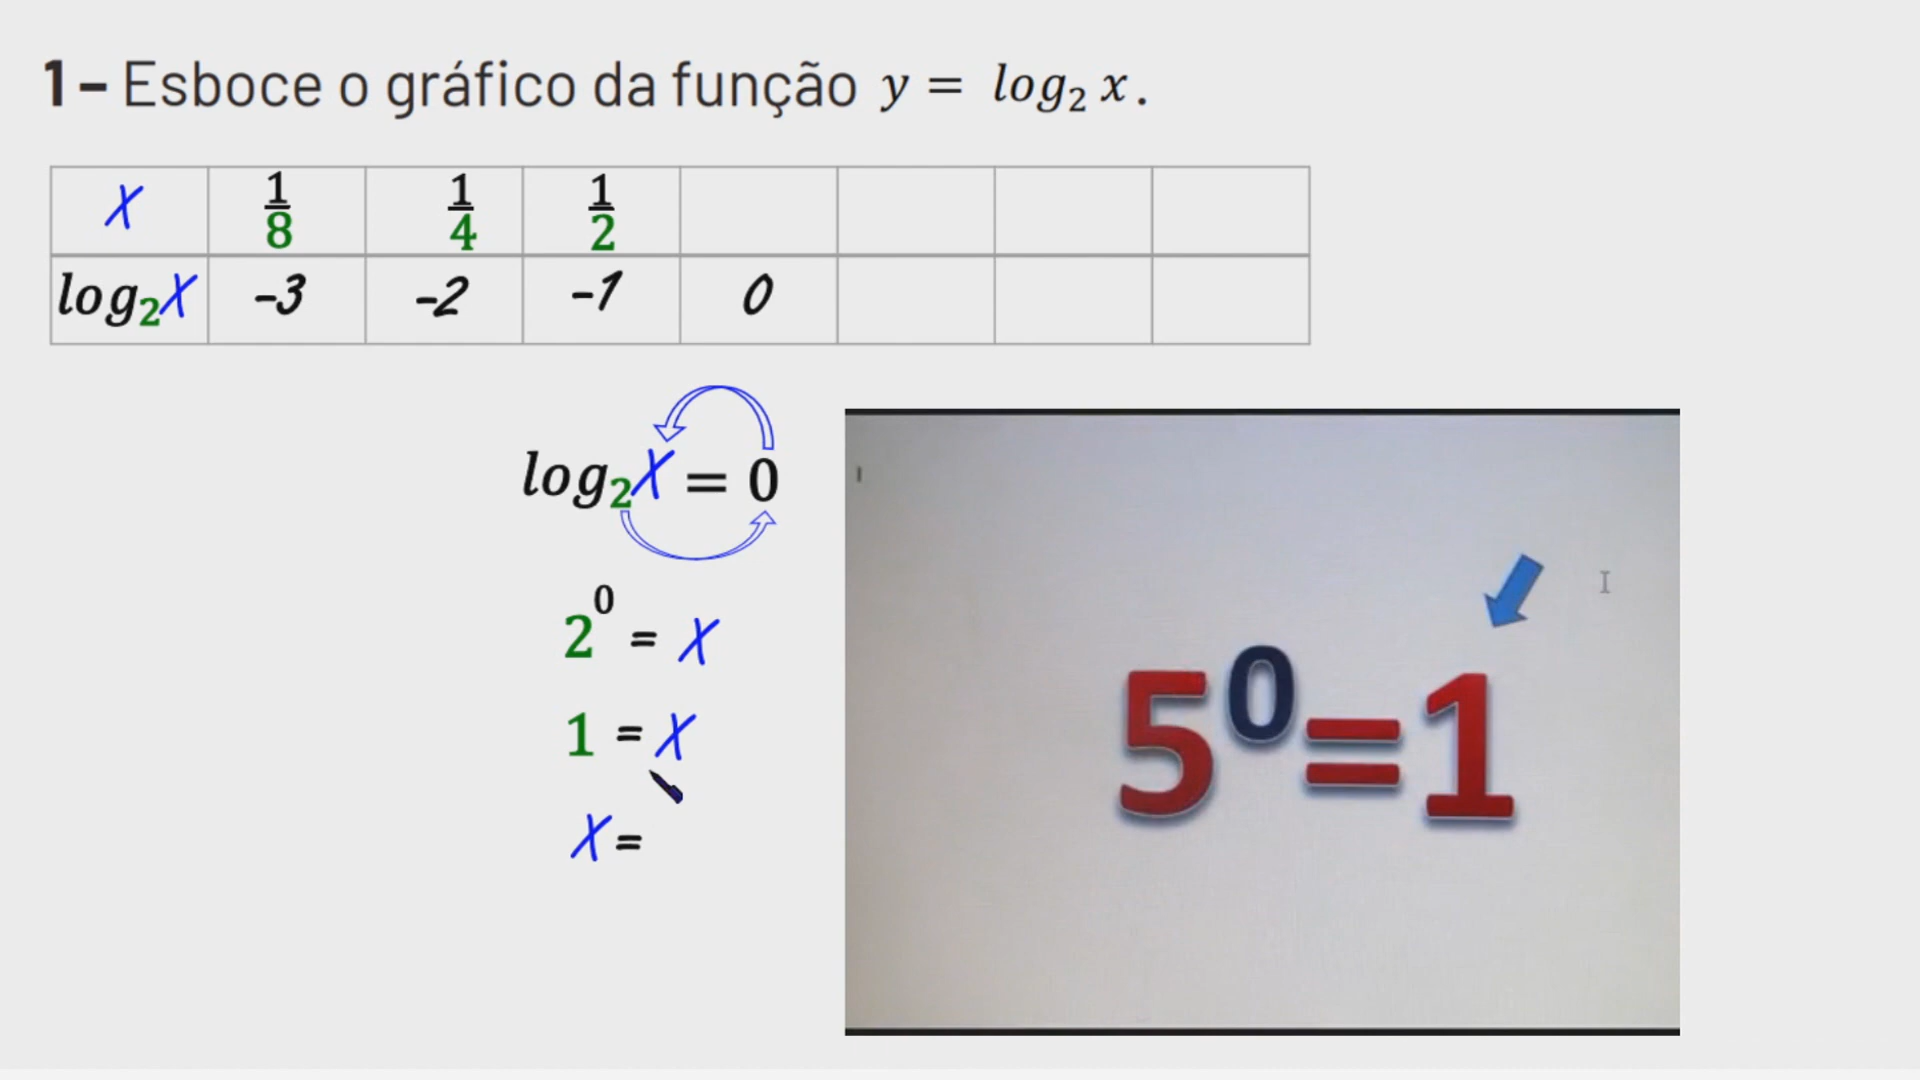 1 – Esboce o gráfico da função y = log₂ x.
X 1/8 1/4 1/2
log₂X -3 -2 -1 0
log₂X = 0
2⁰ = X
1 = X
X =
5⁰=1